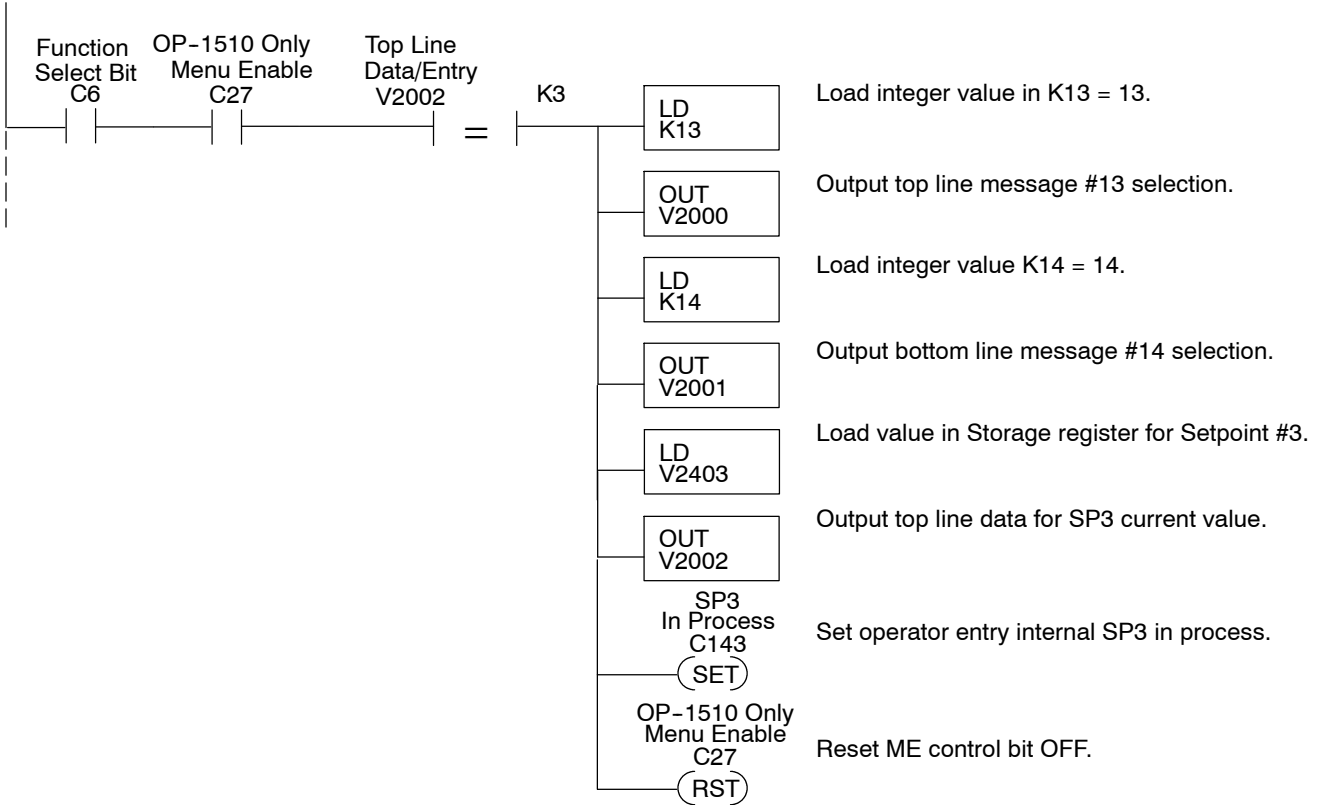 Function
Select Bit
C6
OP-1510 Only
Menu Enable
C27
Top Line
Data/Entry
V2002
=
K3
LD
K13
Load integer value in K13 = 13.
OUT
V2000
Output top line message #13 selection.
LD
K14
Load integer value K14 = 14.
OUT
V2001
Output bottom line message #14 selection.
LD
V2403
Load value in Storage register for Setpoint #3.
OUT
V2002
Output top line data for SP3 current value.
SP3
In Process
C143
SET
Set operator entry internal SP3 in process.
OP-1510 Only
Menu Enable
C27
RST
Reset ME control bit OFF.